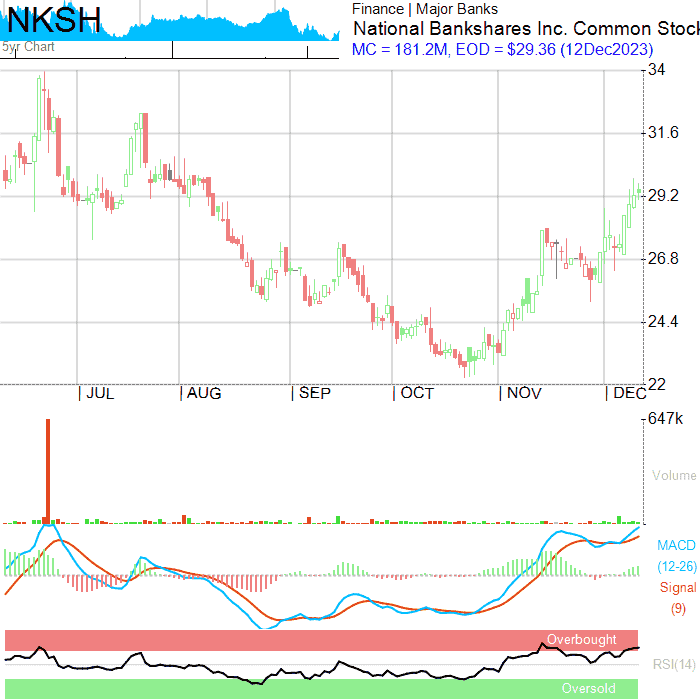 NKSH
5yr Chart
Finance | Major Banks
National Bankshares Inc. Common Stoc
MC = 181.2M, EOD = $29.36 (12Dec2023)
34
31.6
29.2
26.8
24.4
22
JUL AUG SEP OCT NOV DEC
647k
Volume
MACD
(12-26)
Signal
(9)
Overbought
RSI(14)
Oversold